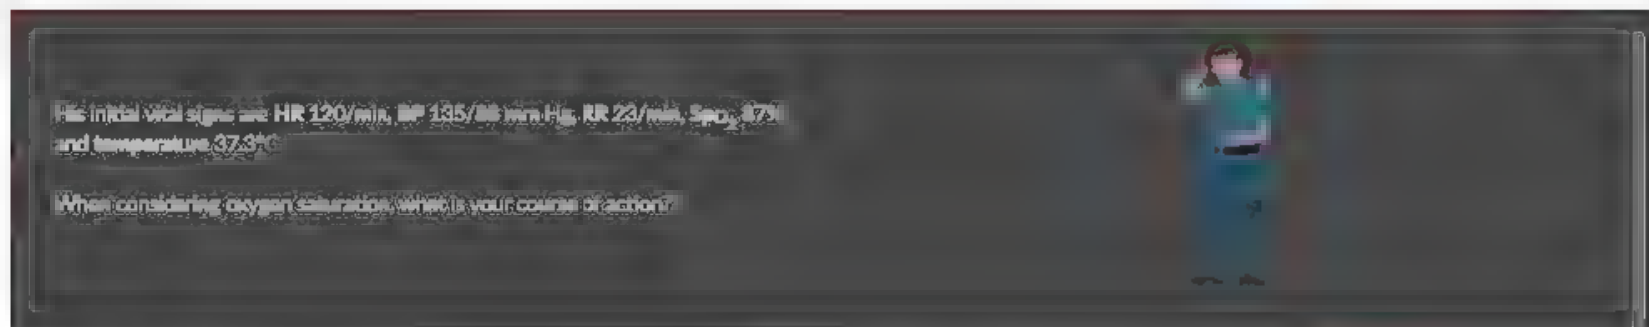 His initial vital signs are HR 120/min, BP 135/88 mm Hg, RR 23/min, Spo₂ 87%
and temperature 37.3°C
When considering oxygen saturation, what is your course of action?